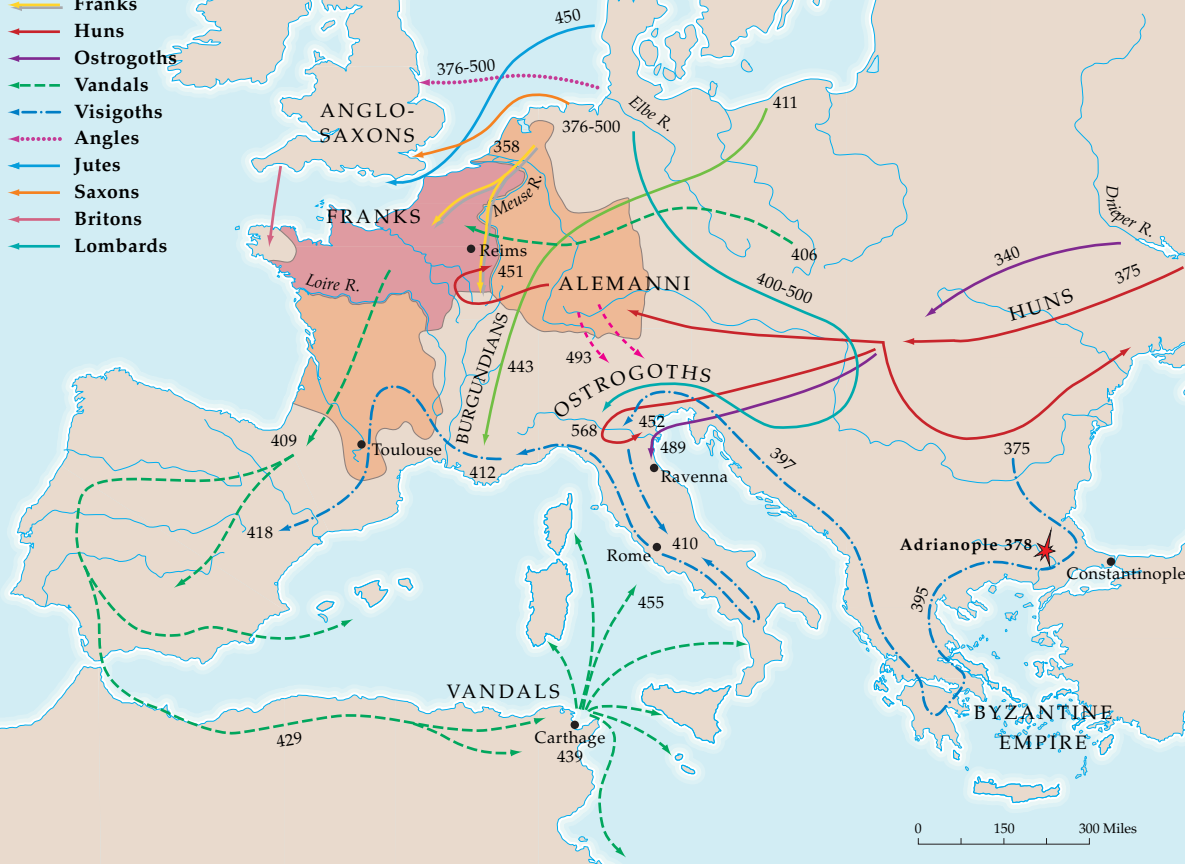 Franks
Huns
Ostrogoths
Vandals
Visigoths
Angles
Jutes
Saxons
Britons
Lombards
450
376-500
ANGLO-
SAXONS
Elbe R.
411
376-500
358
Meuse R.
FRANKS
Dnieper R.
Reims
451
406
340
375
Loire R.
ALEMANNI
400-500
HUNS
BURGUNDIANS
443
493
OSTROGOTHS
409
Toulouse
568
452
489
375
412
397
Ravenna
418
410
Rome
Adrianople 378
Constantinople
395
455
VANDALS
BYZANTINE
EMPIRE
429
Carthage
439
0 150 300 Miles